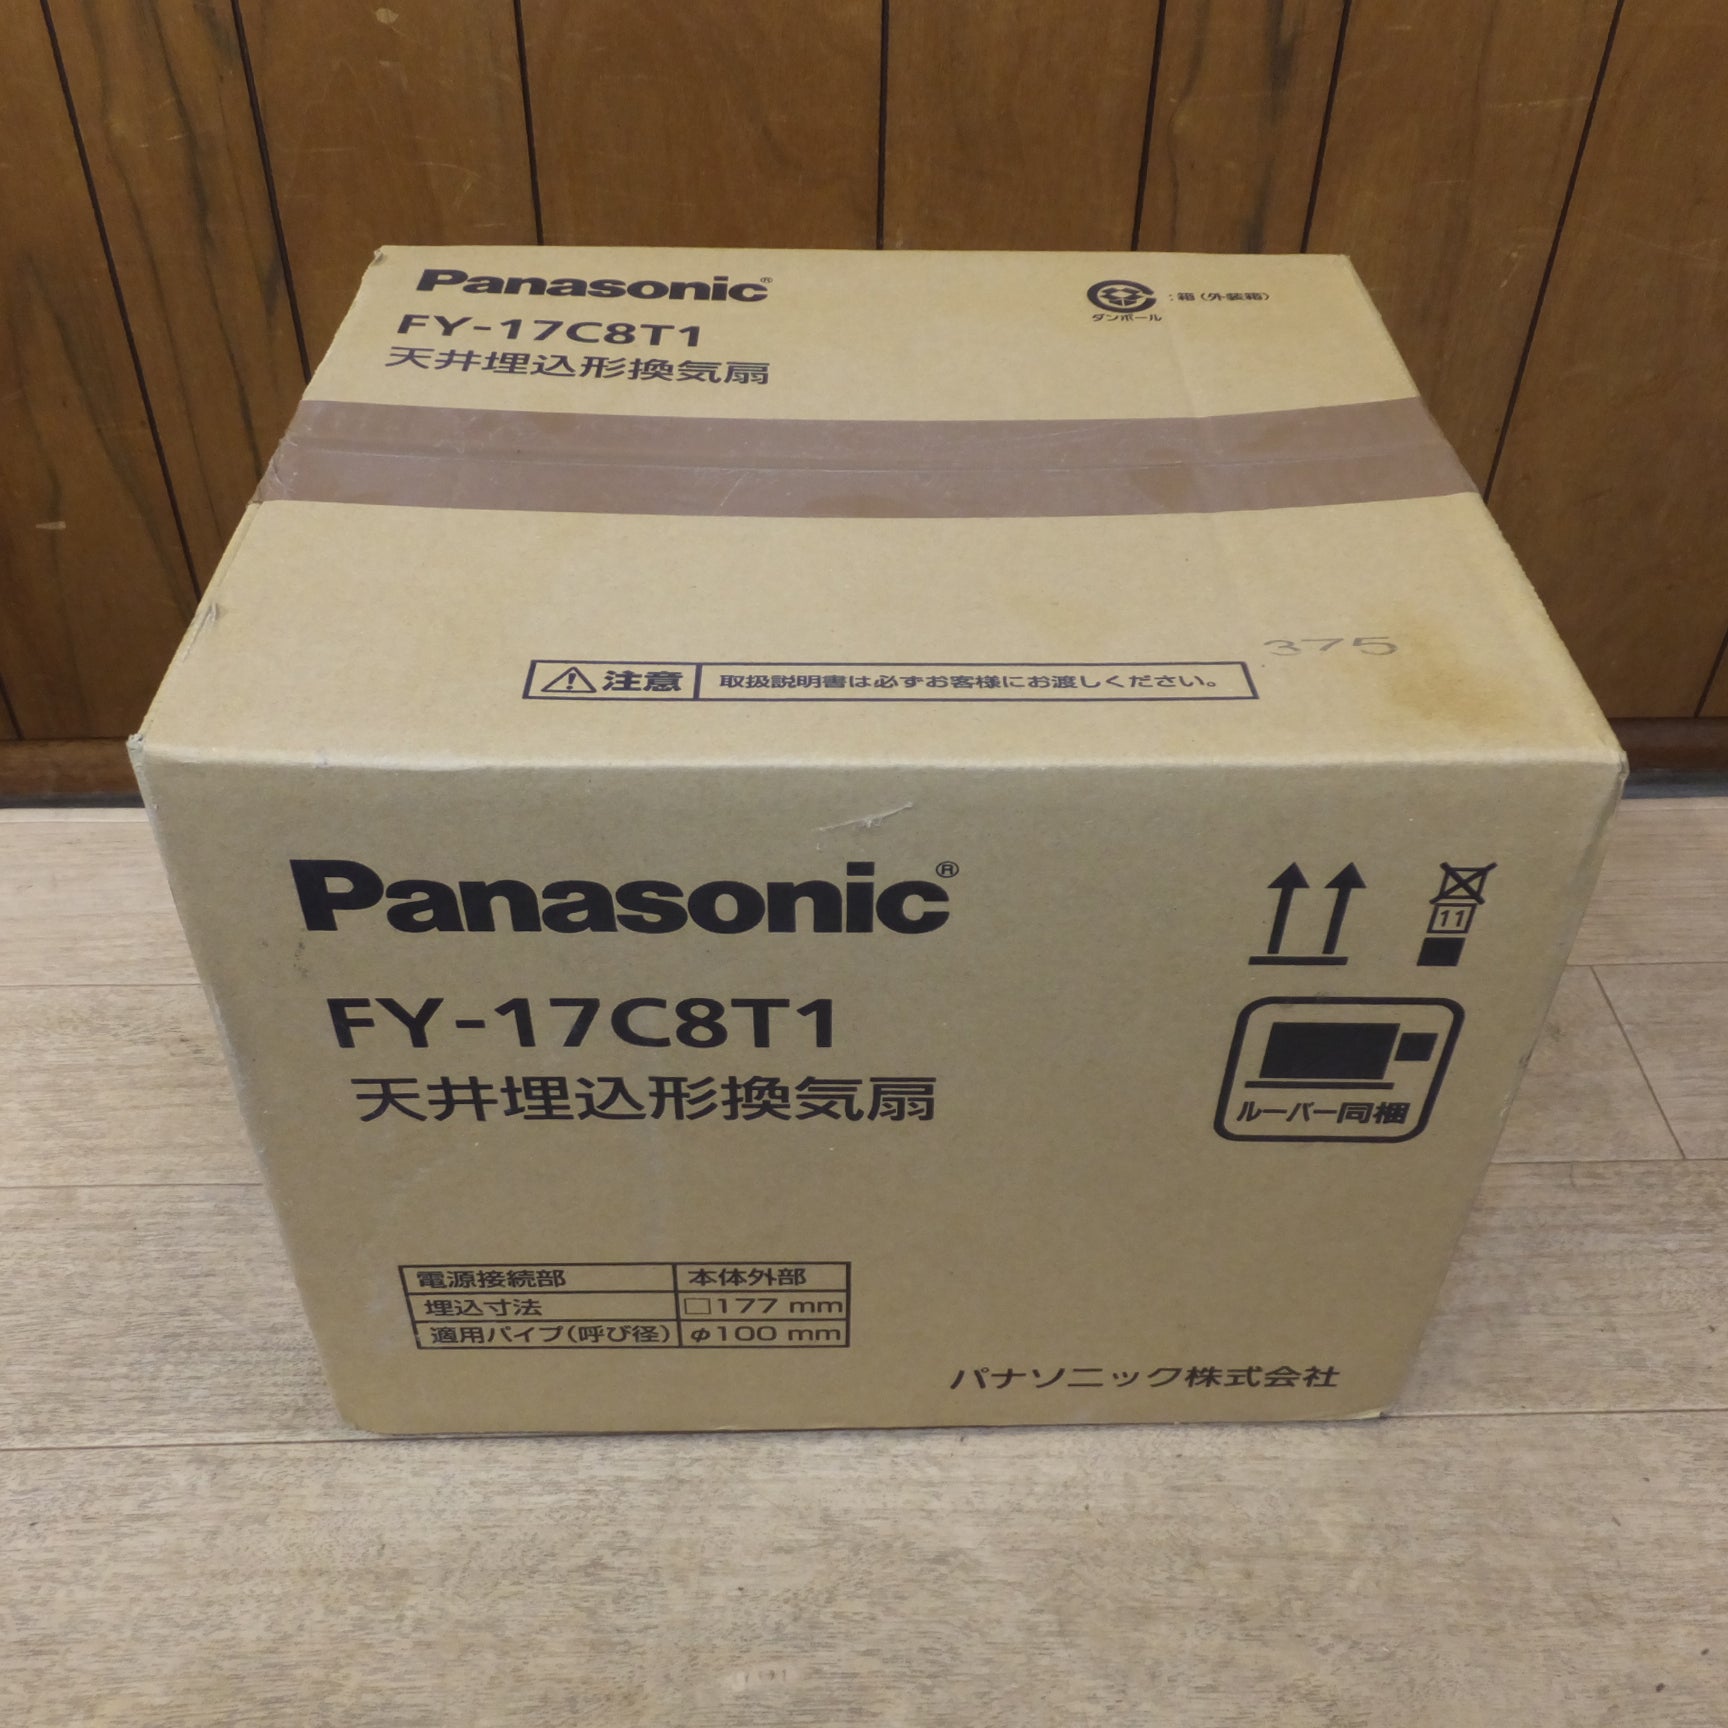 Panasonic®
FY-17C8T1
天井埋込形換気扇
ダンボール
:箱(外装箱)
375
注意 取扱説明書は必ずお客様にお渡しください。
Panasonic®
FY-17C8T1
天井埋込形換気扇
11
ルーバー同梱
電源接続部 本体外部
埋込寸法 □177 mm
適用パイプ(呼び径) φ100 mm
パナソニック株式会社